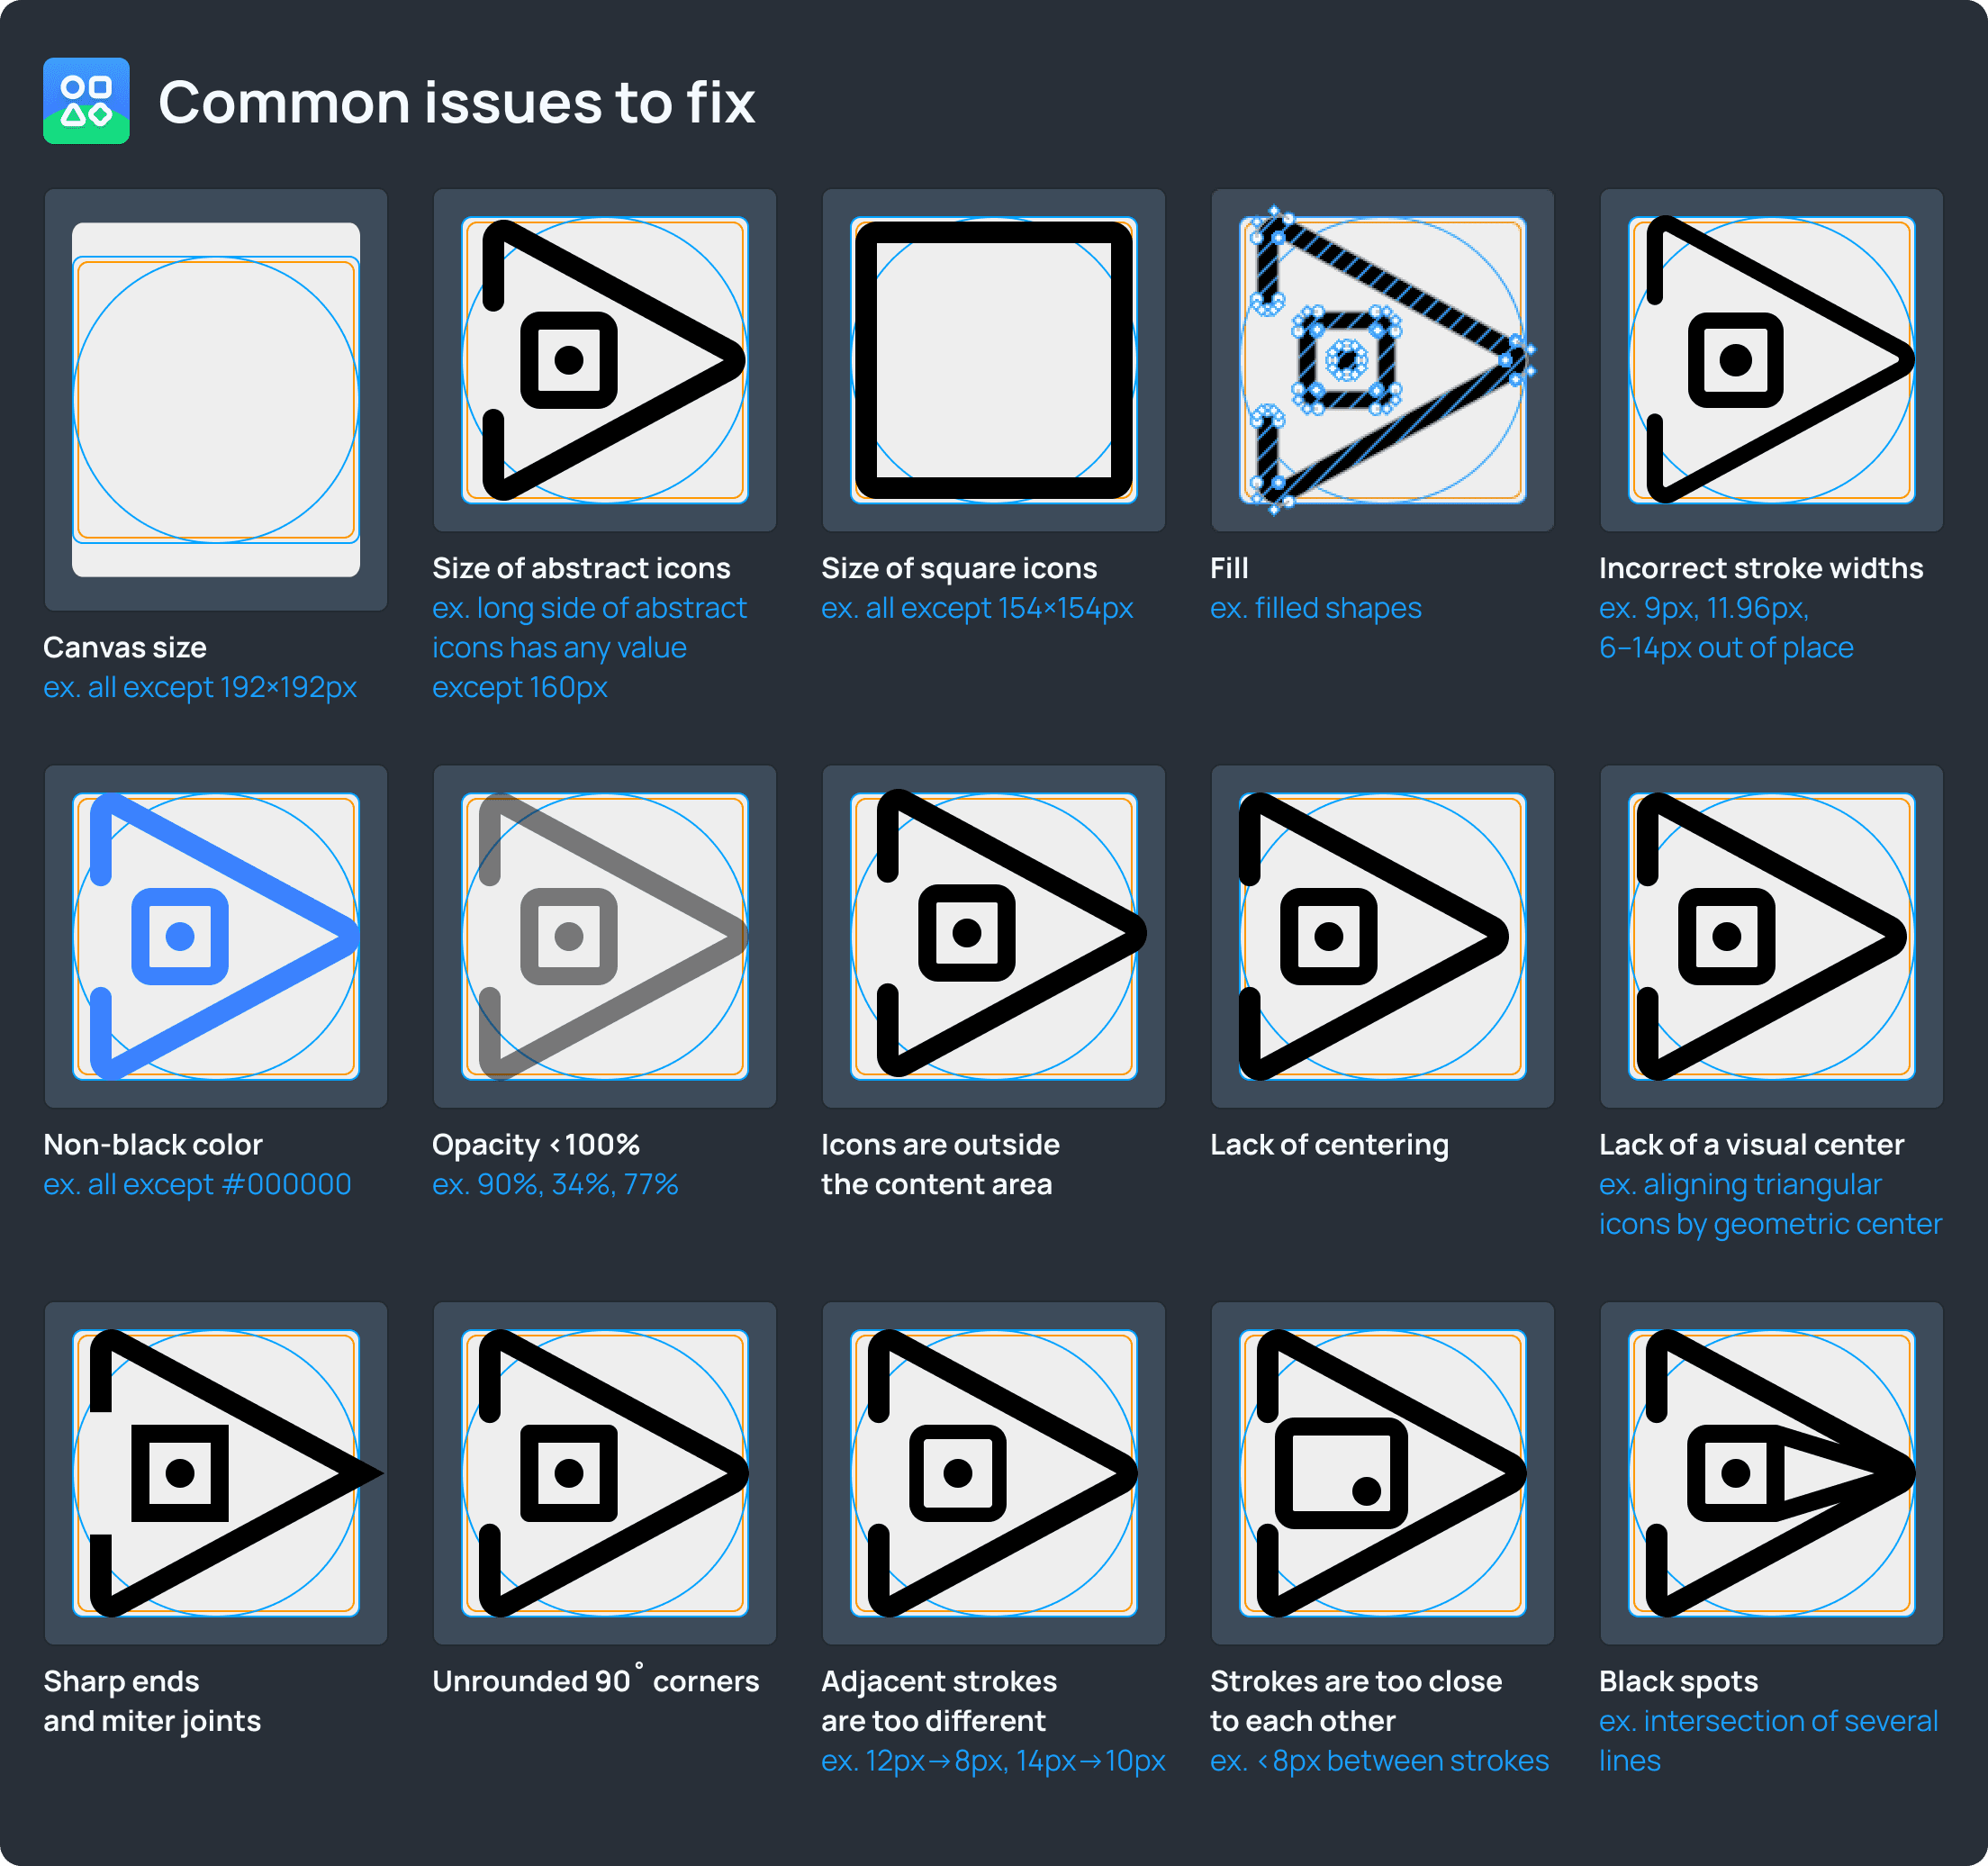 Common issues to fix
Canvas size
ex. all except 192×192px
Size of abstract icons
ex. long side of abstract
icons has any value
except 160px
Size of square icons
ex. all except 154×154px
Fill
ex. filled shapes
Incorrect stroke widths
ex. 9px, 11.96px,
6–14px out of place
Non-black color
ex. all except #000000
Opacity <100%
ex. 90%, 34%, 77%
Icons are outside
the content area
Lack of centering
Lack of a visual center
ex. aligning triangular
icons by geometric center
Sharp ends
and miter joints
Unrounded 90° corners
Adjacent strokes
are too different
ex. 12px→8px, 14px→10px
Strokes are too close
to each other
ex. <8px between strokes
Black spots
ex. intersection of several
lines